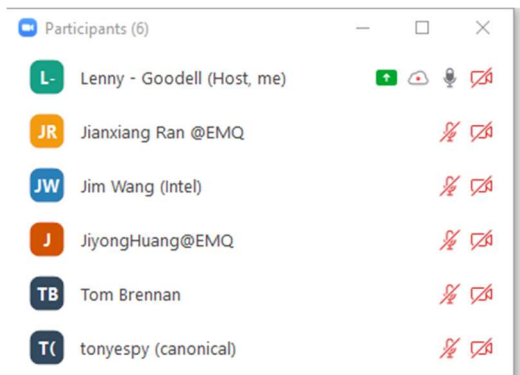 Participants (6)
L- Lenny - Goodell (Host, me)
JR Jianxiang Ran @EMQ
JW Jim Wang (Intel)
J JiyongHuang@EMQ
TB Tom Brennan
T( tonyespy (canonical)